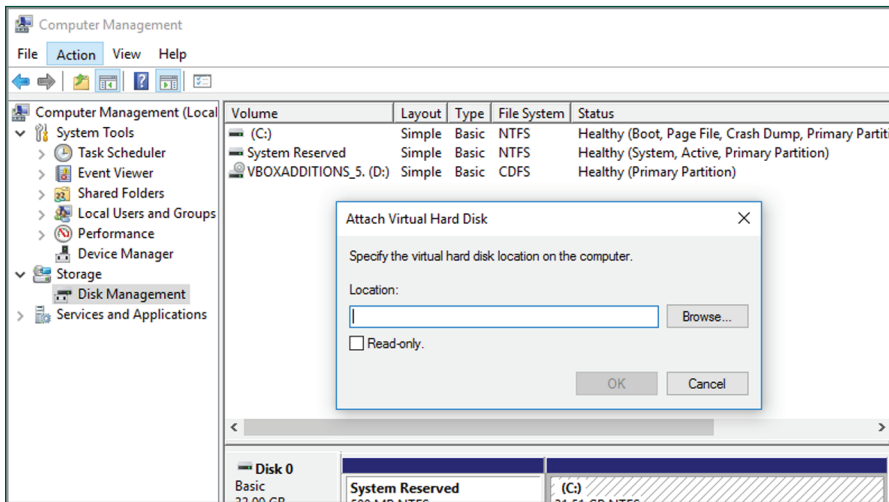 Computer Management
File Action View Help
Computer Management (Local
System Tools
Task Scheduler
Event Viewer
Shared Folders
Local Users and Groups
Performance
Device Manager
Storage
Disk Management
Services and Applications
Volume Layout Type File System Status
(C:) Simple Basic NTFS Healthy (Boot, Page File, Crash Dump, Primary Partiti
System Reserved Simple Basic NTFS Healthy (System, Active, Primary Partition)
VBOXADDITIONS_5. (D:) Simple Basic CDFS Healthy (Primary Partition)
Attach Virtual Hard Disk
Specify the virtual hard disk location on the computer.
Location:
Browse...
Read-only.
OK Cancel
Disk 0
Basic
System Reserved
(C:)